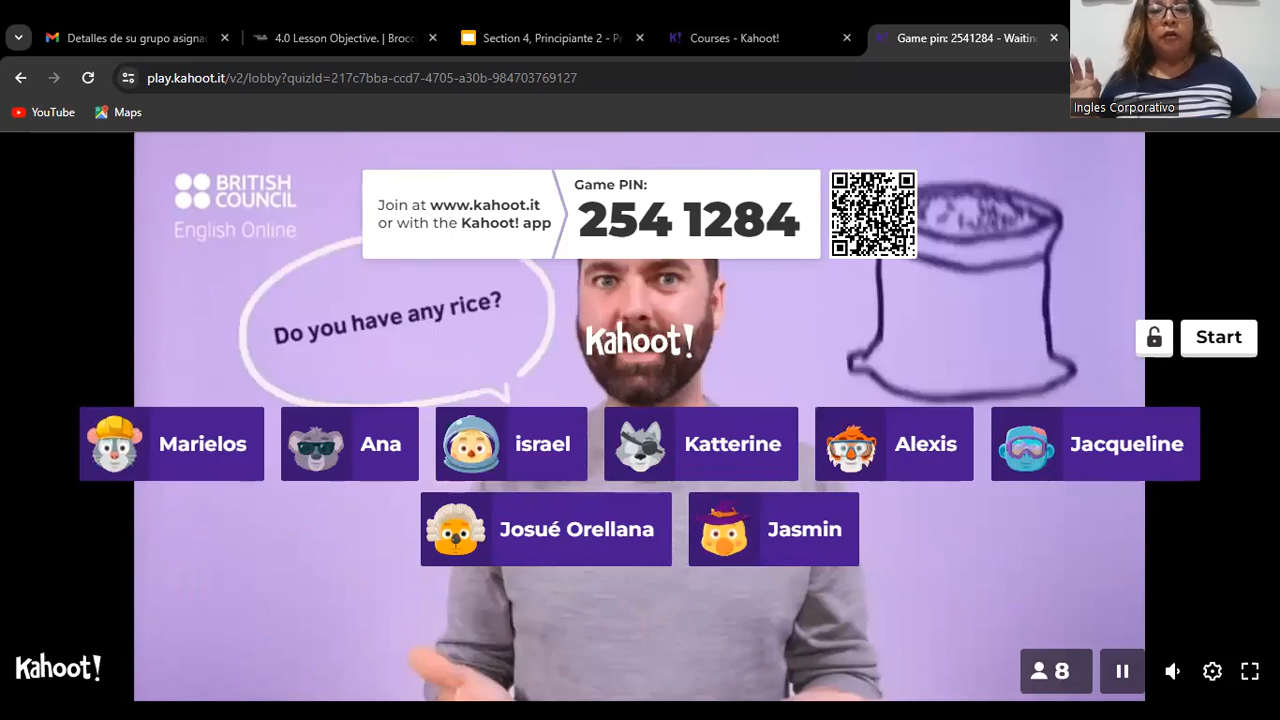 Detalles de su grupo asigna
4.0 Lesson Objective. | Brocc
Section 4, Principiante 2 - Pr
Courses - Kahoot!
Game pin: 2541284 - Waitin
play.kahoot.it/v2/lobby?quizId=217c7bba-ccd7-4705-a30b-984703769127
YouTube
Maps
Ingles Corporativo
BRITISH
COUNCIL
English Online
Join at www.kahoot.it
or with the Kahoot! app
Game PIN:
254 1284
Do you have any rice?
Kahoot!
Start
Marielos
Ana
israel
Katterine
Alexis
Jacqueline
Josué Orellana
Jasmin
Kahoot!
8